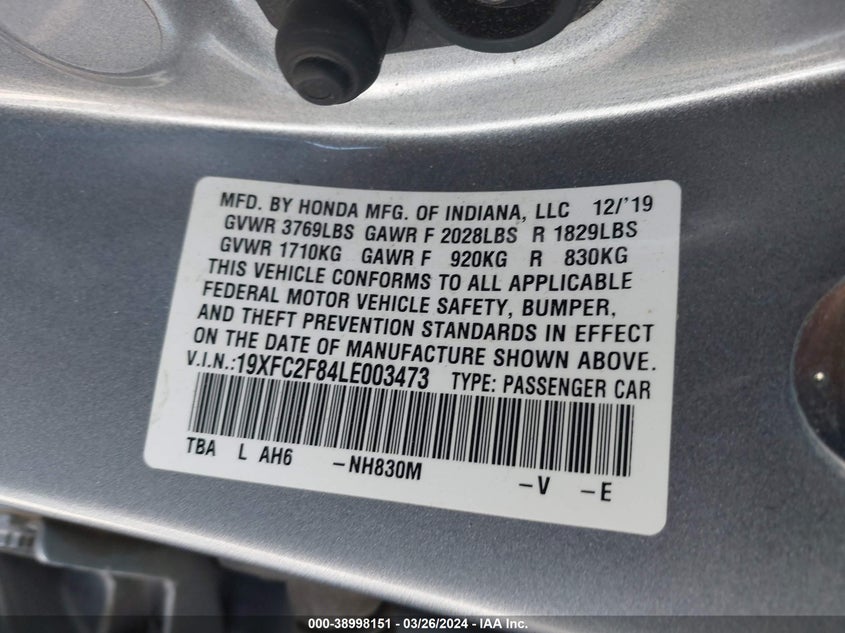 MFD. BY HONDA MFG. OF INDIANA, LLC 12/'19
GVWR 3769LBS GAWR F 2028LBS R 1829LBS
GVWR 1710KG GAWR F 920KG R 830KG
THIS VEHICLE CONFORMS TO ALL APPLICABLE
FEDERAL MOTOR VEHICLE SAFETY, BUMPER,
AND THEFT PREVENTION STANDARDS IN EFFECT
ON THE DATE OF MANUFACTURE SHOWN ABOVE.
V.I.N.:19XFC2F84LE003473 TYPE: PASSENGER CAR
TBA L AH6 -NH830M -V -E
000-38998151 - 03/26/2024 - IAA Inc.